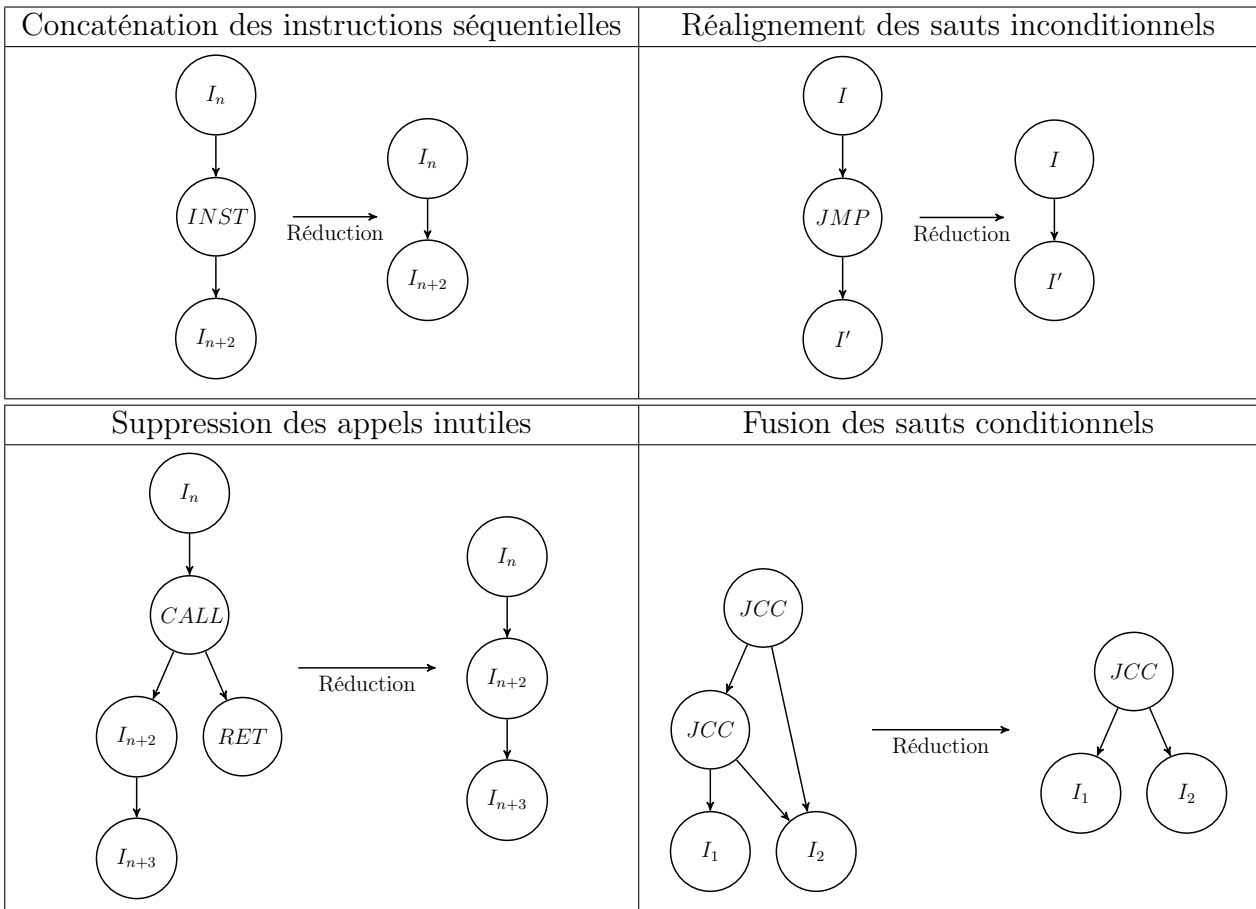 Concaténation des instructions séquentielles
I_n
INST
I_{n+2}
Réduction
I_n
I_{n+2}
Réalignement des sauts inconditionnels
I
JMP
I'
Réduction
I
I'
Suppression des appels inutiles
I_n
CALL
I_{n+2}
RET
I_{n+3}
Réduction
I_n
I_{n+2}
I_{n+3}
Fusion des sauts conditionnels
JCC
JCC
I_1
I_2
Réduction
JCC
I_1
I_2